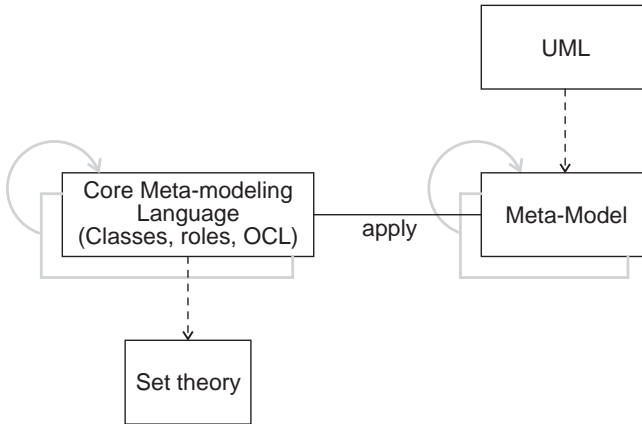 UML
Core Meta-modeling
Language
(Classes, roles, OCL)
apply
Meta-Model
Set theory